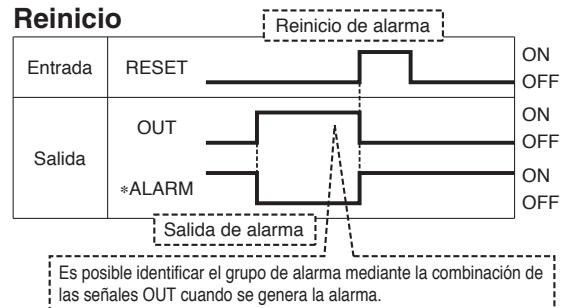 Reinicio
Reinicio de alarma
Entrada
RESET
ON
OFF
Salida
OUT
ON
OFF
*ALARM
ON
OFF
Salida de alarma
Es posible identificar el grupo de alarma mediante la combinación de
las señales OUT cuando se genera la alarma.